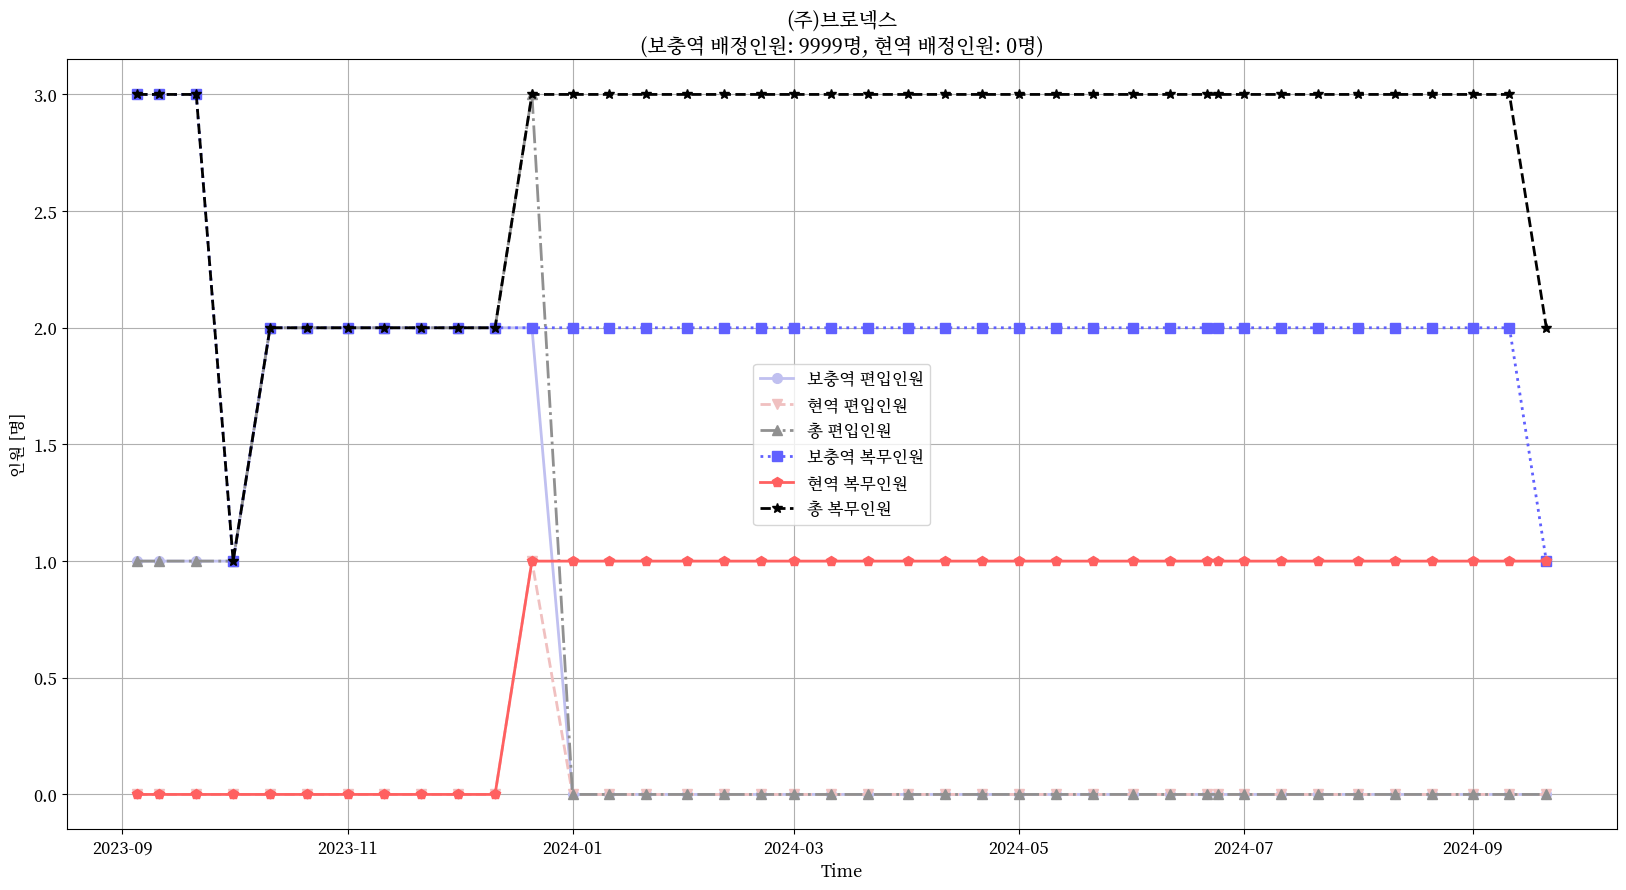 (주)브로넥스
(보충역 배정인원: 9999명, 현역 배정인원: 0명)
인원 [명]
3.0
2.5
2.0
1.5
1.0
0.5
0.0
보충역 편입인원
현역 편입인원
총 편입인원
보충역 복무인원
현역 복무인원
총 복무인원
2023-09
2023-11
2024-01
2024-03
2024-05
2024-07
2024-09
Time